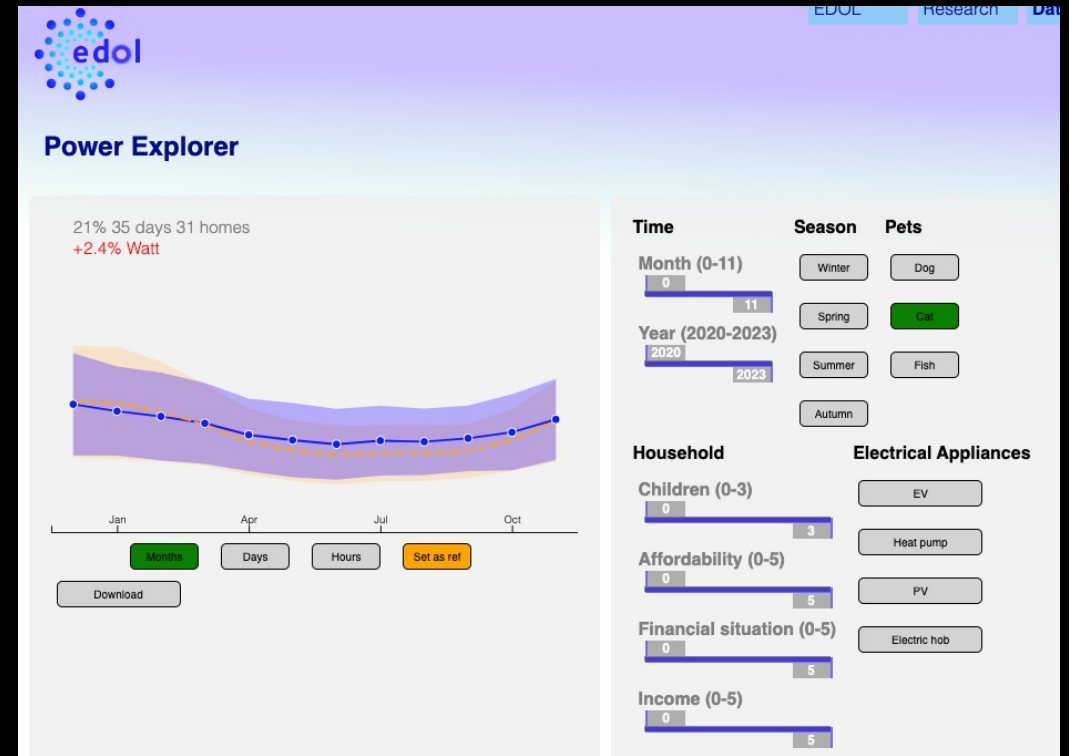 EDOL
Research
edol
Power Explorer
21% 35 days 31 homes
+2.4% Watt
Jan Apr Jul Oct
Months Days Hours Set as ref
Download
Time
Month (0-11)
0
11
Year (2020-2023)
2020
2023
Season
Winter
Spring
Summer
Autumn
Pets
Dog
Cat
Fish
Household
Children (0-3)
0
3
Affordability (0-5)
0
5
Financial situation (0-5)
0
5
Income (0-5)
0
5
Electrical Appliances
EV
Heat pump
PV
Electric hob